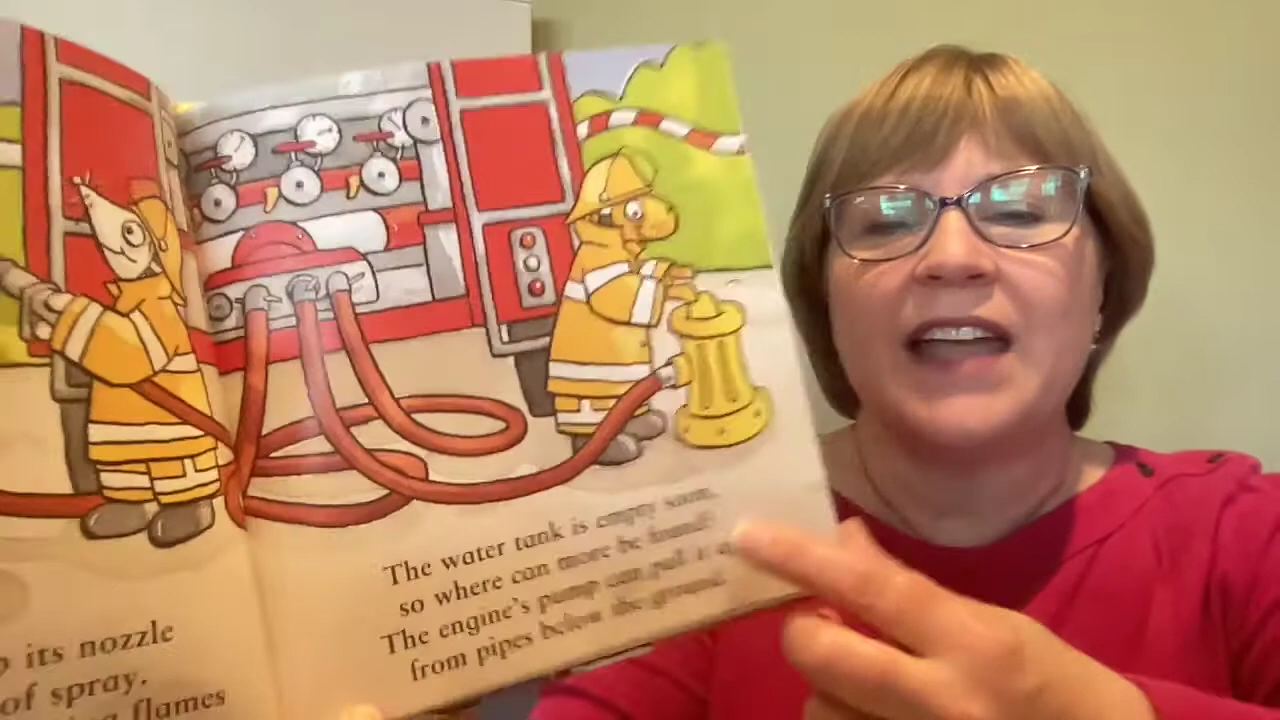 its nozzle
of spray.
flames
The water tank is empty soon,
so where can more be found?
The engine's pump can pull it
from pipes below the ground.